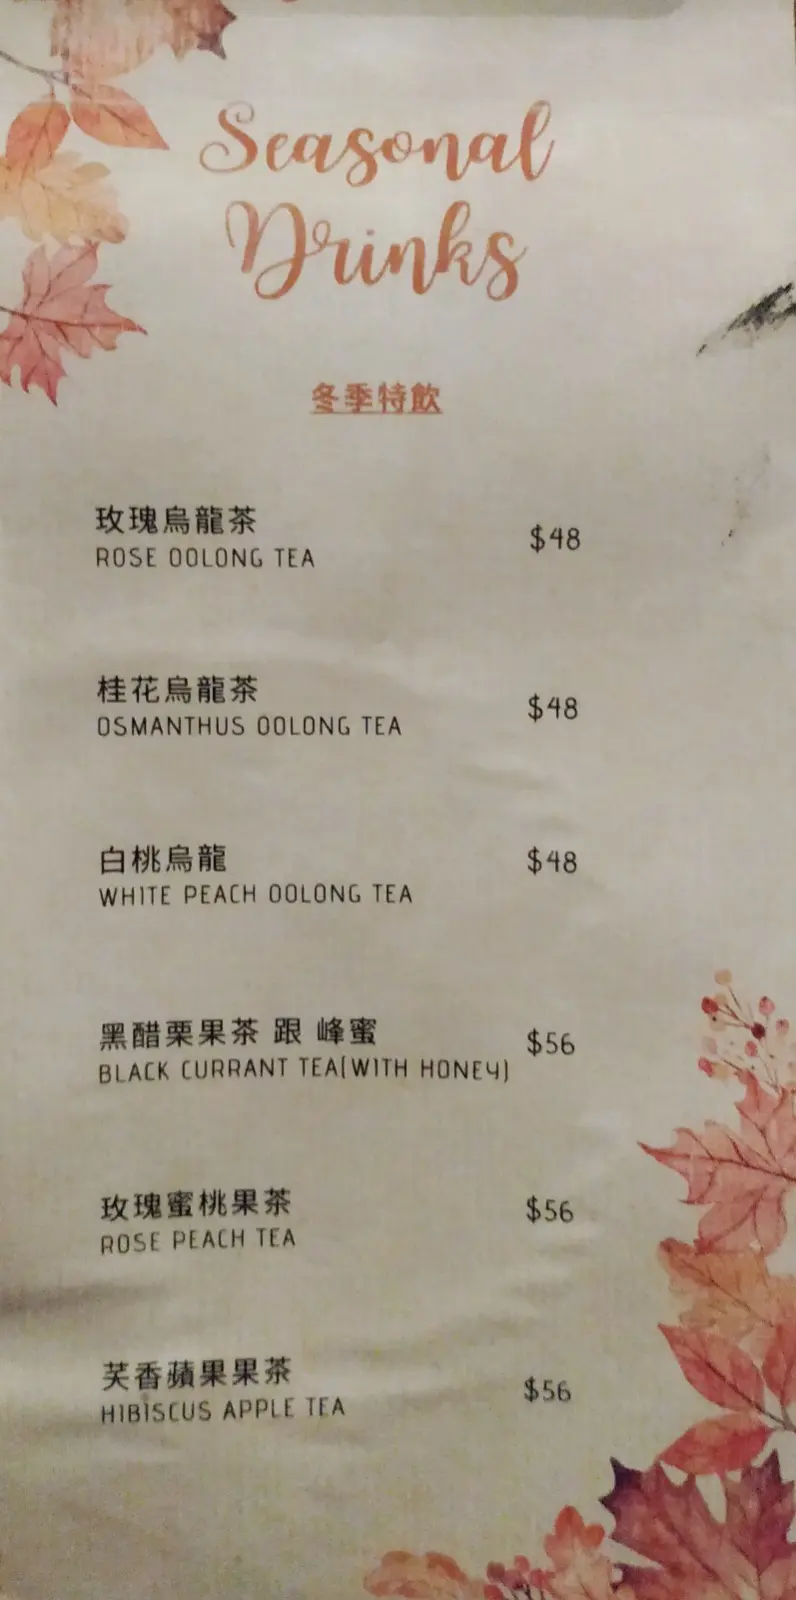 Seasonal
Drinks
冬季特飲
玫瑰烏龍茶
ROSE OOLONG TEA
$48
桂花烏龍茶
OSMANTHUS OOLONG TEA
$48
白桃烏龍
WHITE PEACH OOLONG TEA
$48
黑醋栗果茶 跟 峰蜜
BLACK CURRANT TEA(WITH HONEY)
$56
玫瑰蜜桃果茶
ROSE PEACH TEA
$56
芙香蘋果果茶
HIBISCUS APPLE TEA
$56